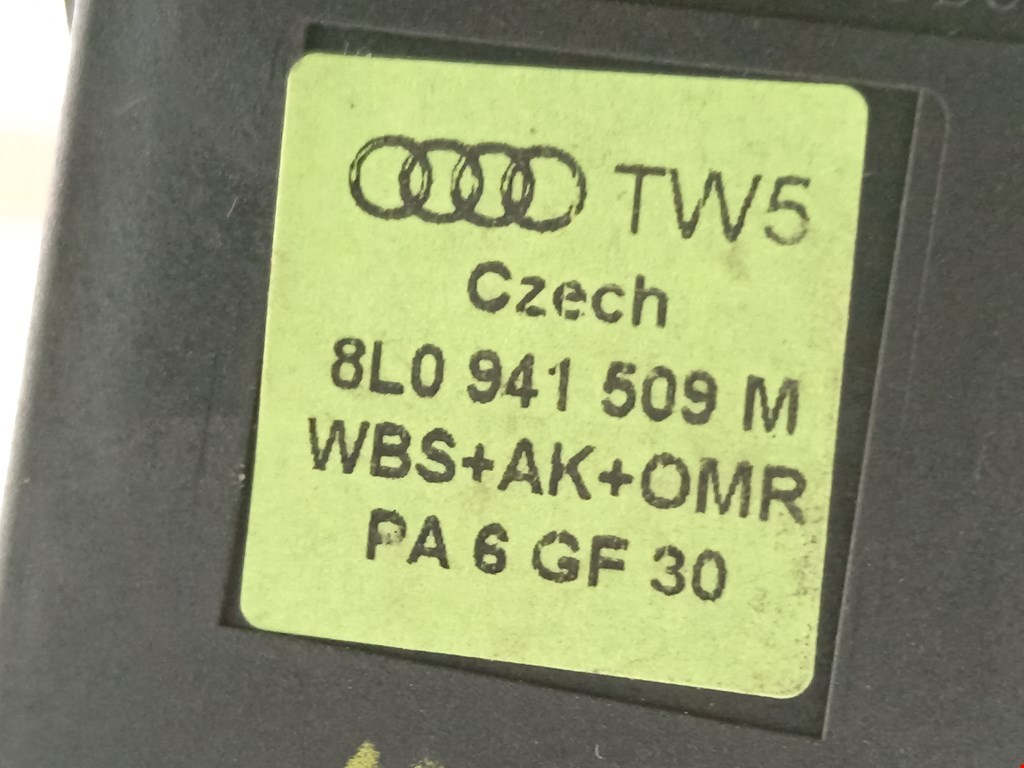 TW5
Czech
8L0 941 509 M
WBS+AK+OMR
PA 6 GF 30